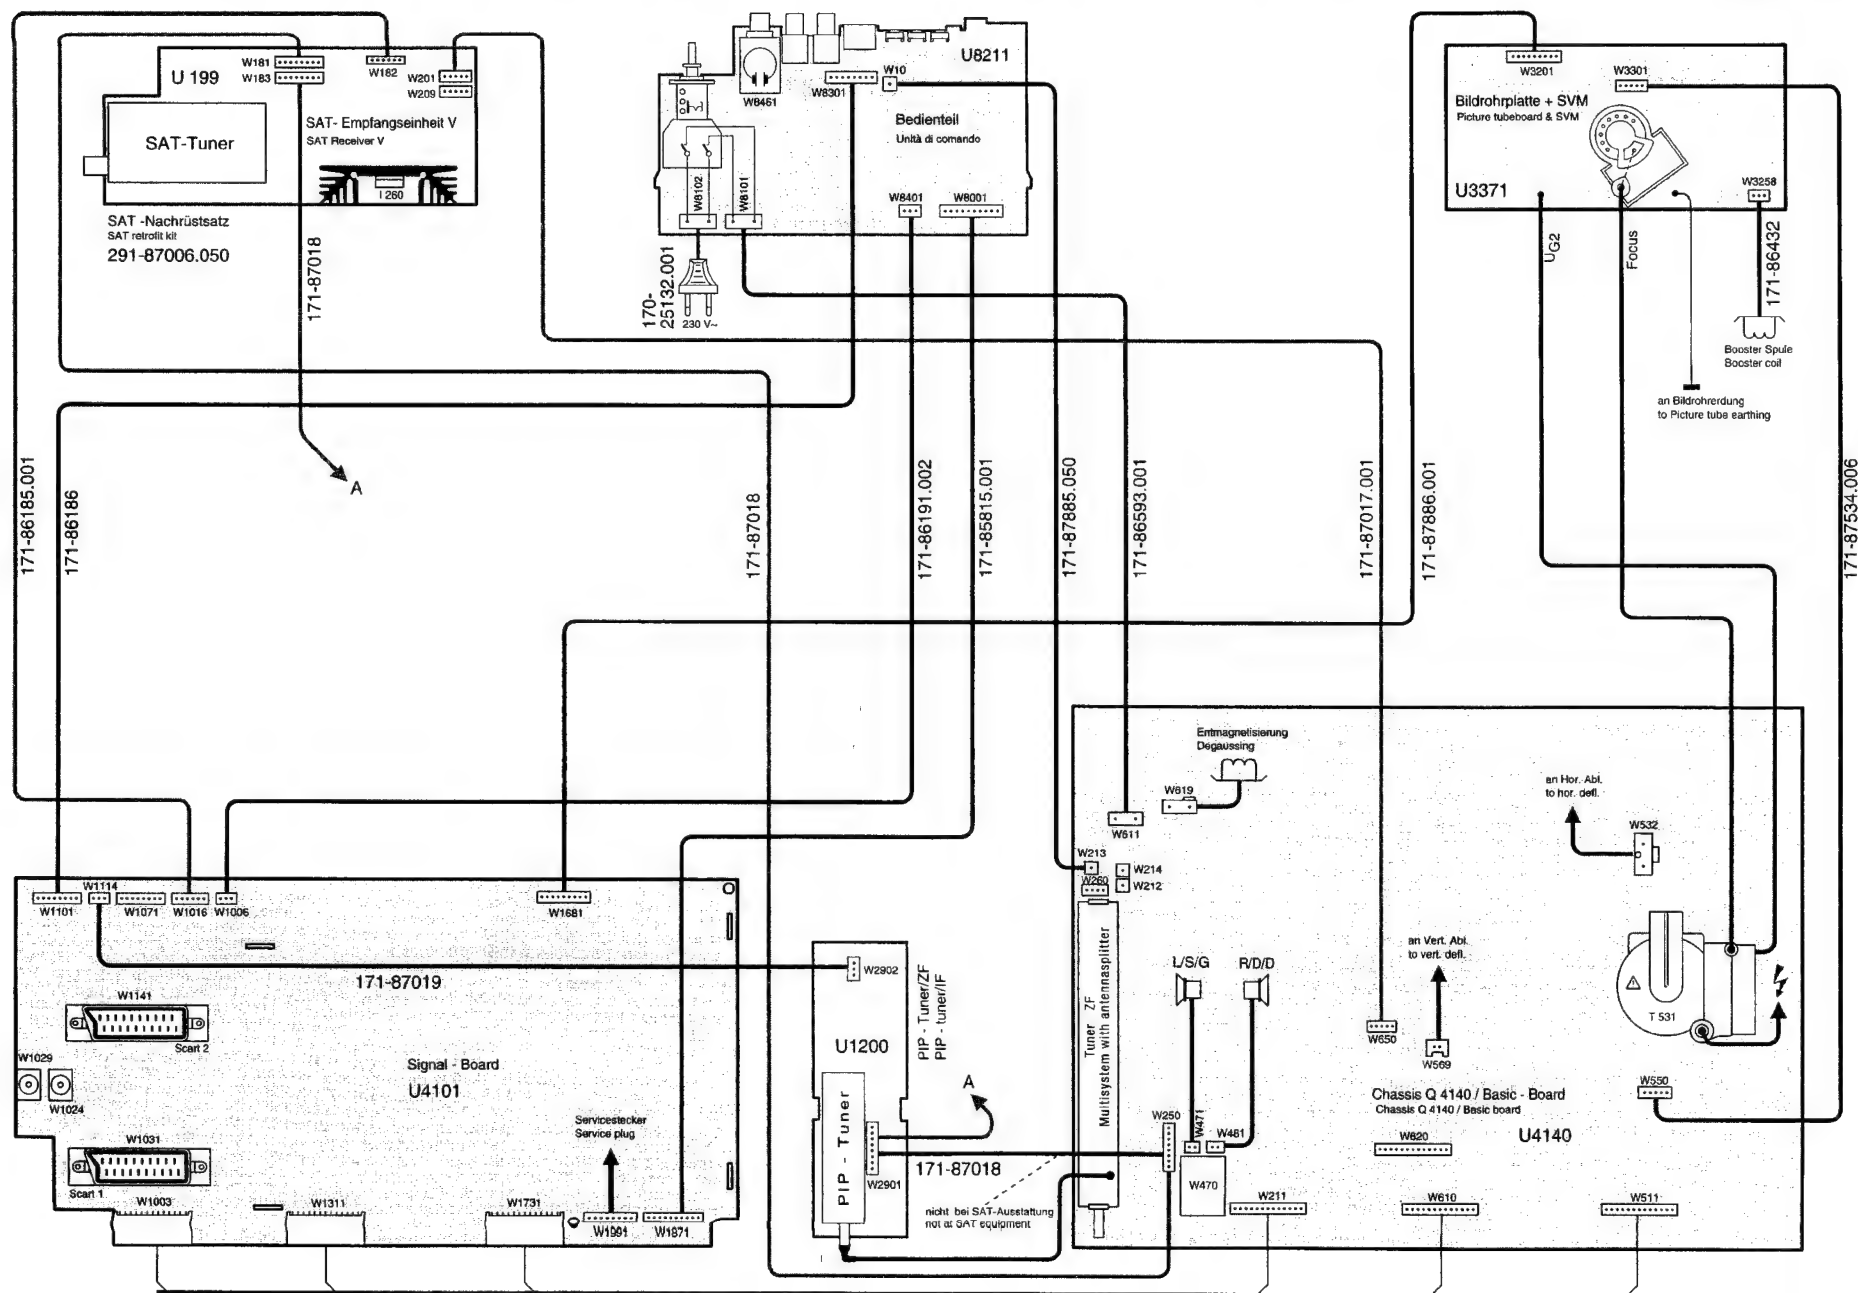 U 199
W181
W183
W182
W201
W209
SAT-Tuner
SAT- Empfangseinheit V
SAT Receiver V
I 260
SAT -Nachrüstsatz
SAT retrofit kit
291-87006.050
171-87018
A
171-86185.001
171-86186
U8211
W8461
W8301
W10
Bedienteil
Unità di comando
W8102
W8101
W8401
W8001
170-
25132.001
230 V~
171-87018
171-86191.002
171-85815.001
171-87885.050
171-86593.001
171-87017.001
171-87886.001
W3201
W3301
Bildrohrplatte + SVM
Picture tubeboard & SVM
U3371
W3258
UG2
Focus
171-86432
Booster Spule
Booster coil
an Bildrohrerdung
to Picture tube earthing
171-87534.006
W1101
W1114
W1071
W1016
W1006
W1681
171-87019
W1141
Scart 2
W1029
W1024
Signal - Board
U4101
W1031
Scart 1
W1003
W1311
W1731
Servicestecker
Service plug
W1991
W1871
W2902
U1200
PIP - Tuner/ZF
PIP - tuner/IF
PIP - Tuner
W2901
A
171-87018
nicht bei SAT-Ausstattung
not at SAT equipment
Entmagnetisierung
Degaussing
W619
W611
W213
W214
W260
W212
Tuner ZF
Multisystem with antennasplitter
L/S/G
R/D/D
W250
W471
W481
W470
W211
an Hor. Abl.
to hor. defl.
W532
an Vert. Abl.
to vert. defl.
W650
W569
T 531
W550
Chassis Q 4140 / Basic - Board
Chassis Q 4140 / Basic board
U4140
W620
W610
W511